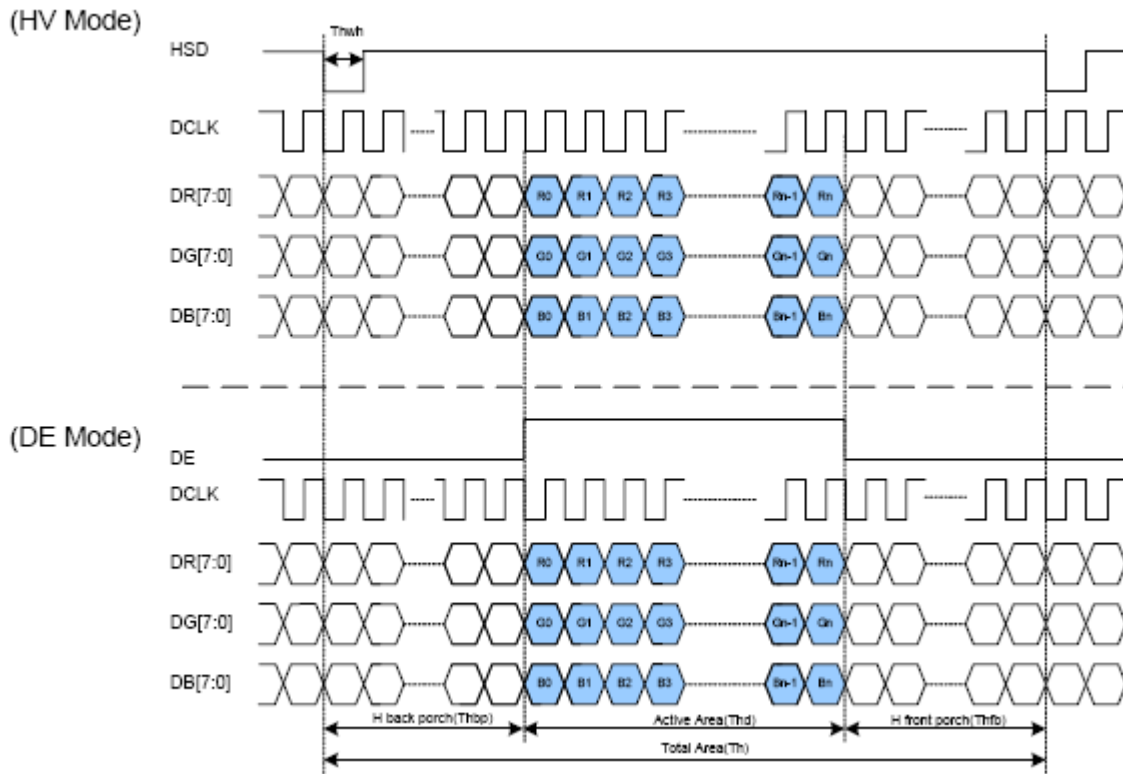 (HV Mode)
Thwh
HSD
DCLK
DR[7:0] R0 R1 R2 R3 Rn-1 Rn
DG[7:0] G0 G1 G2 G3 Gn-1 Gn
DB[7:0] B0 B1 B2 B3 Bn-1 Bn
(DE Mode)
DE
DCLK
DR[7:0] R0 R1 R2 R3 Rn-1 Rn
DG[7:0] G0 G1 G2 G3 Gn-1 Gn
DB[7:0] B0 B1 B2 B3 Bn-1 Bn
H back porch(Thbp) Active Area(Thd) H front porch(Thfb)
Total Area(Th)